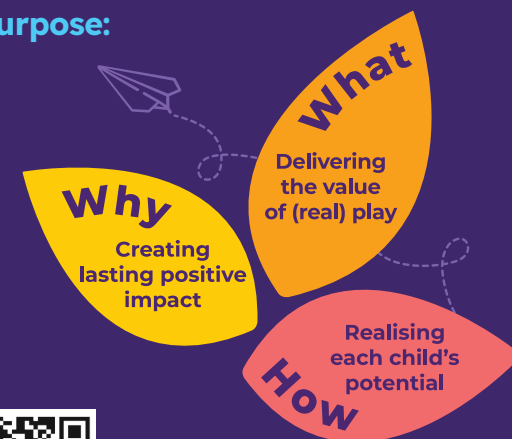 urpose:
What
Delivering
the value
of (real) play
Why
Creating
lasting positive
impact
Realising
each child's
potential
How